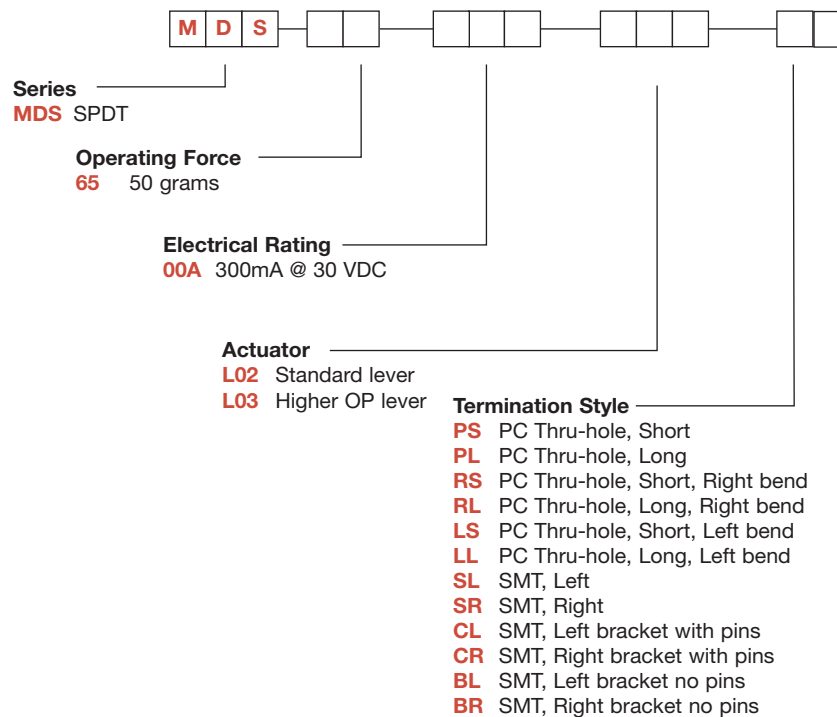 M D S
Series
MDS SPDT
Operating Force
65 50 grams
Electrical Rating
00A 300mA @ 30 VDC
Actuator
L02 Standard lever
L03 Higher OP lever
Termination Style
PS PC Thru-hole, Short
PL PC Thru-hole, Long
RS PC Thru-hole, Short, Right bend
RL PC Thru-hole, Long, Right bend
LS PC Thru-hole, Short, Left bend
LL PC Thru-hole, Long, Left bend
SL SMT, Left
SR SMT, Right
CL SMT, Left bracket with pins
CR SMT, Right bracket with pins
BL SMT, Left bracket no pins
BR SMT, Right bracket no pins